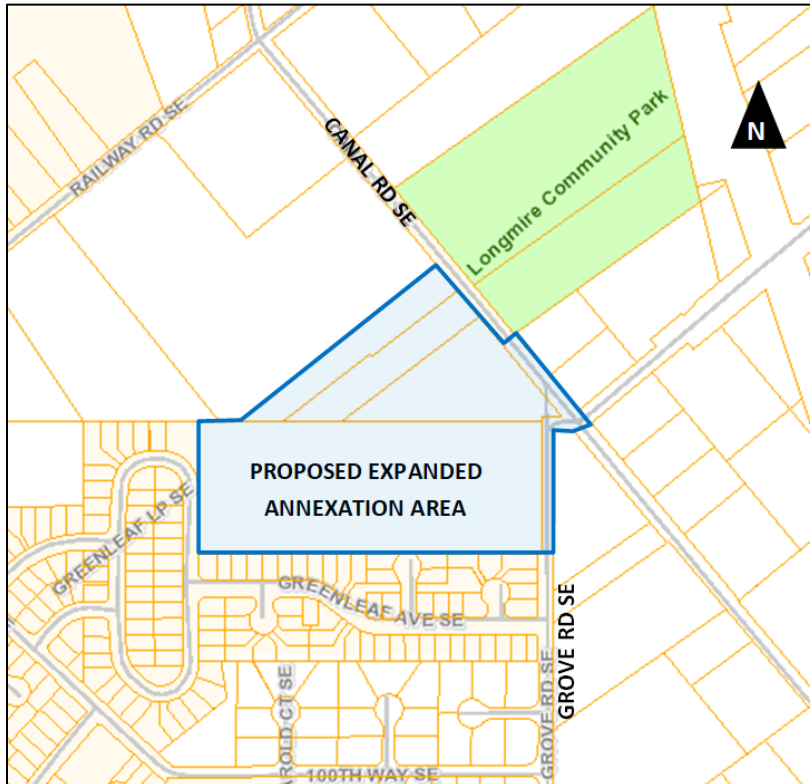 RAILWAY RD SE
CANAL RD SE
Longmire Community Park
N
PROPOSED EXPANDED
ANNEXATION AREA
GREENLEAF LP SE
GREENLEAF AVE SE
GROVE RD SE
GROVE RD SE
AROLD CT SE
100TH WAY SE